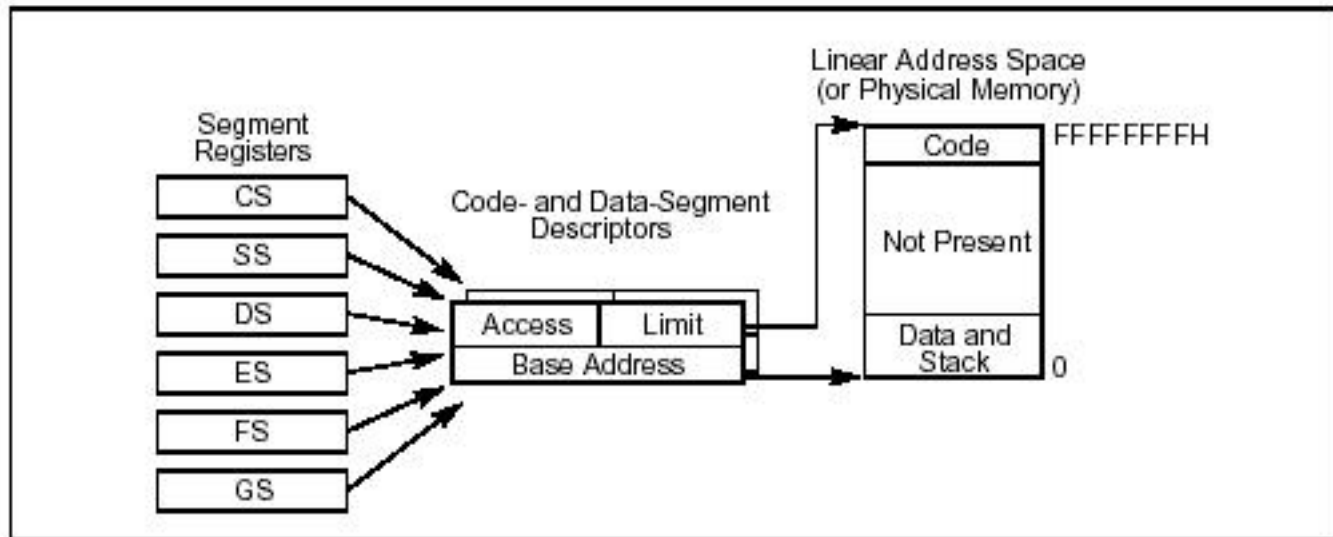 Linear Address Space
(or Physical Memory)
Segment
Registers
CS
SS
DS
ES
FS
GS
Code- and Data-Segment
Descriptors
Access
Limit
Base Address
Code
FFFFFFFFH
Not Present
Data and
Stack
0